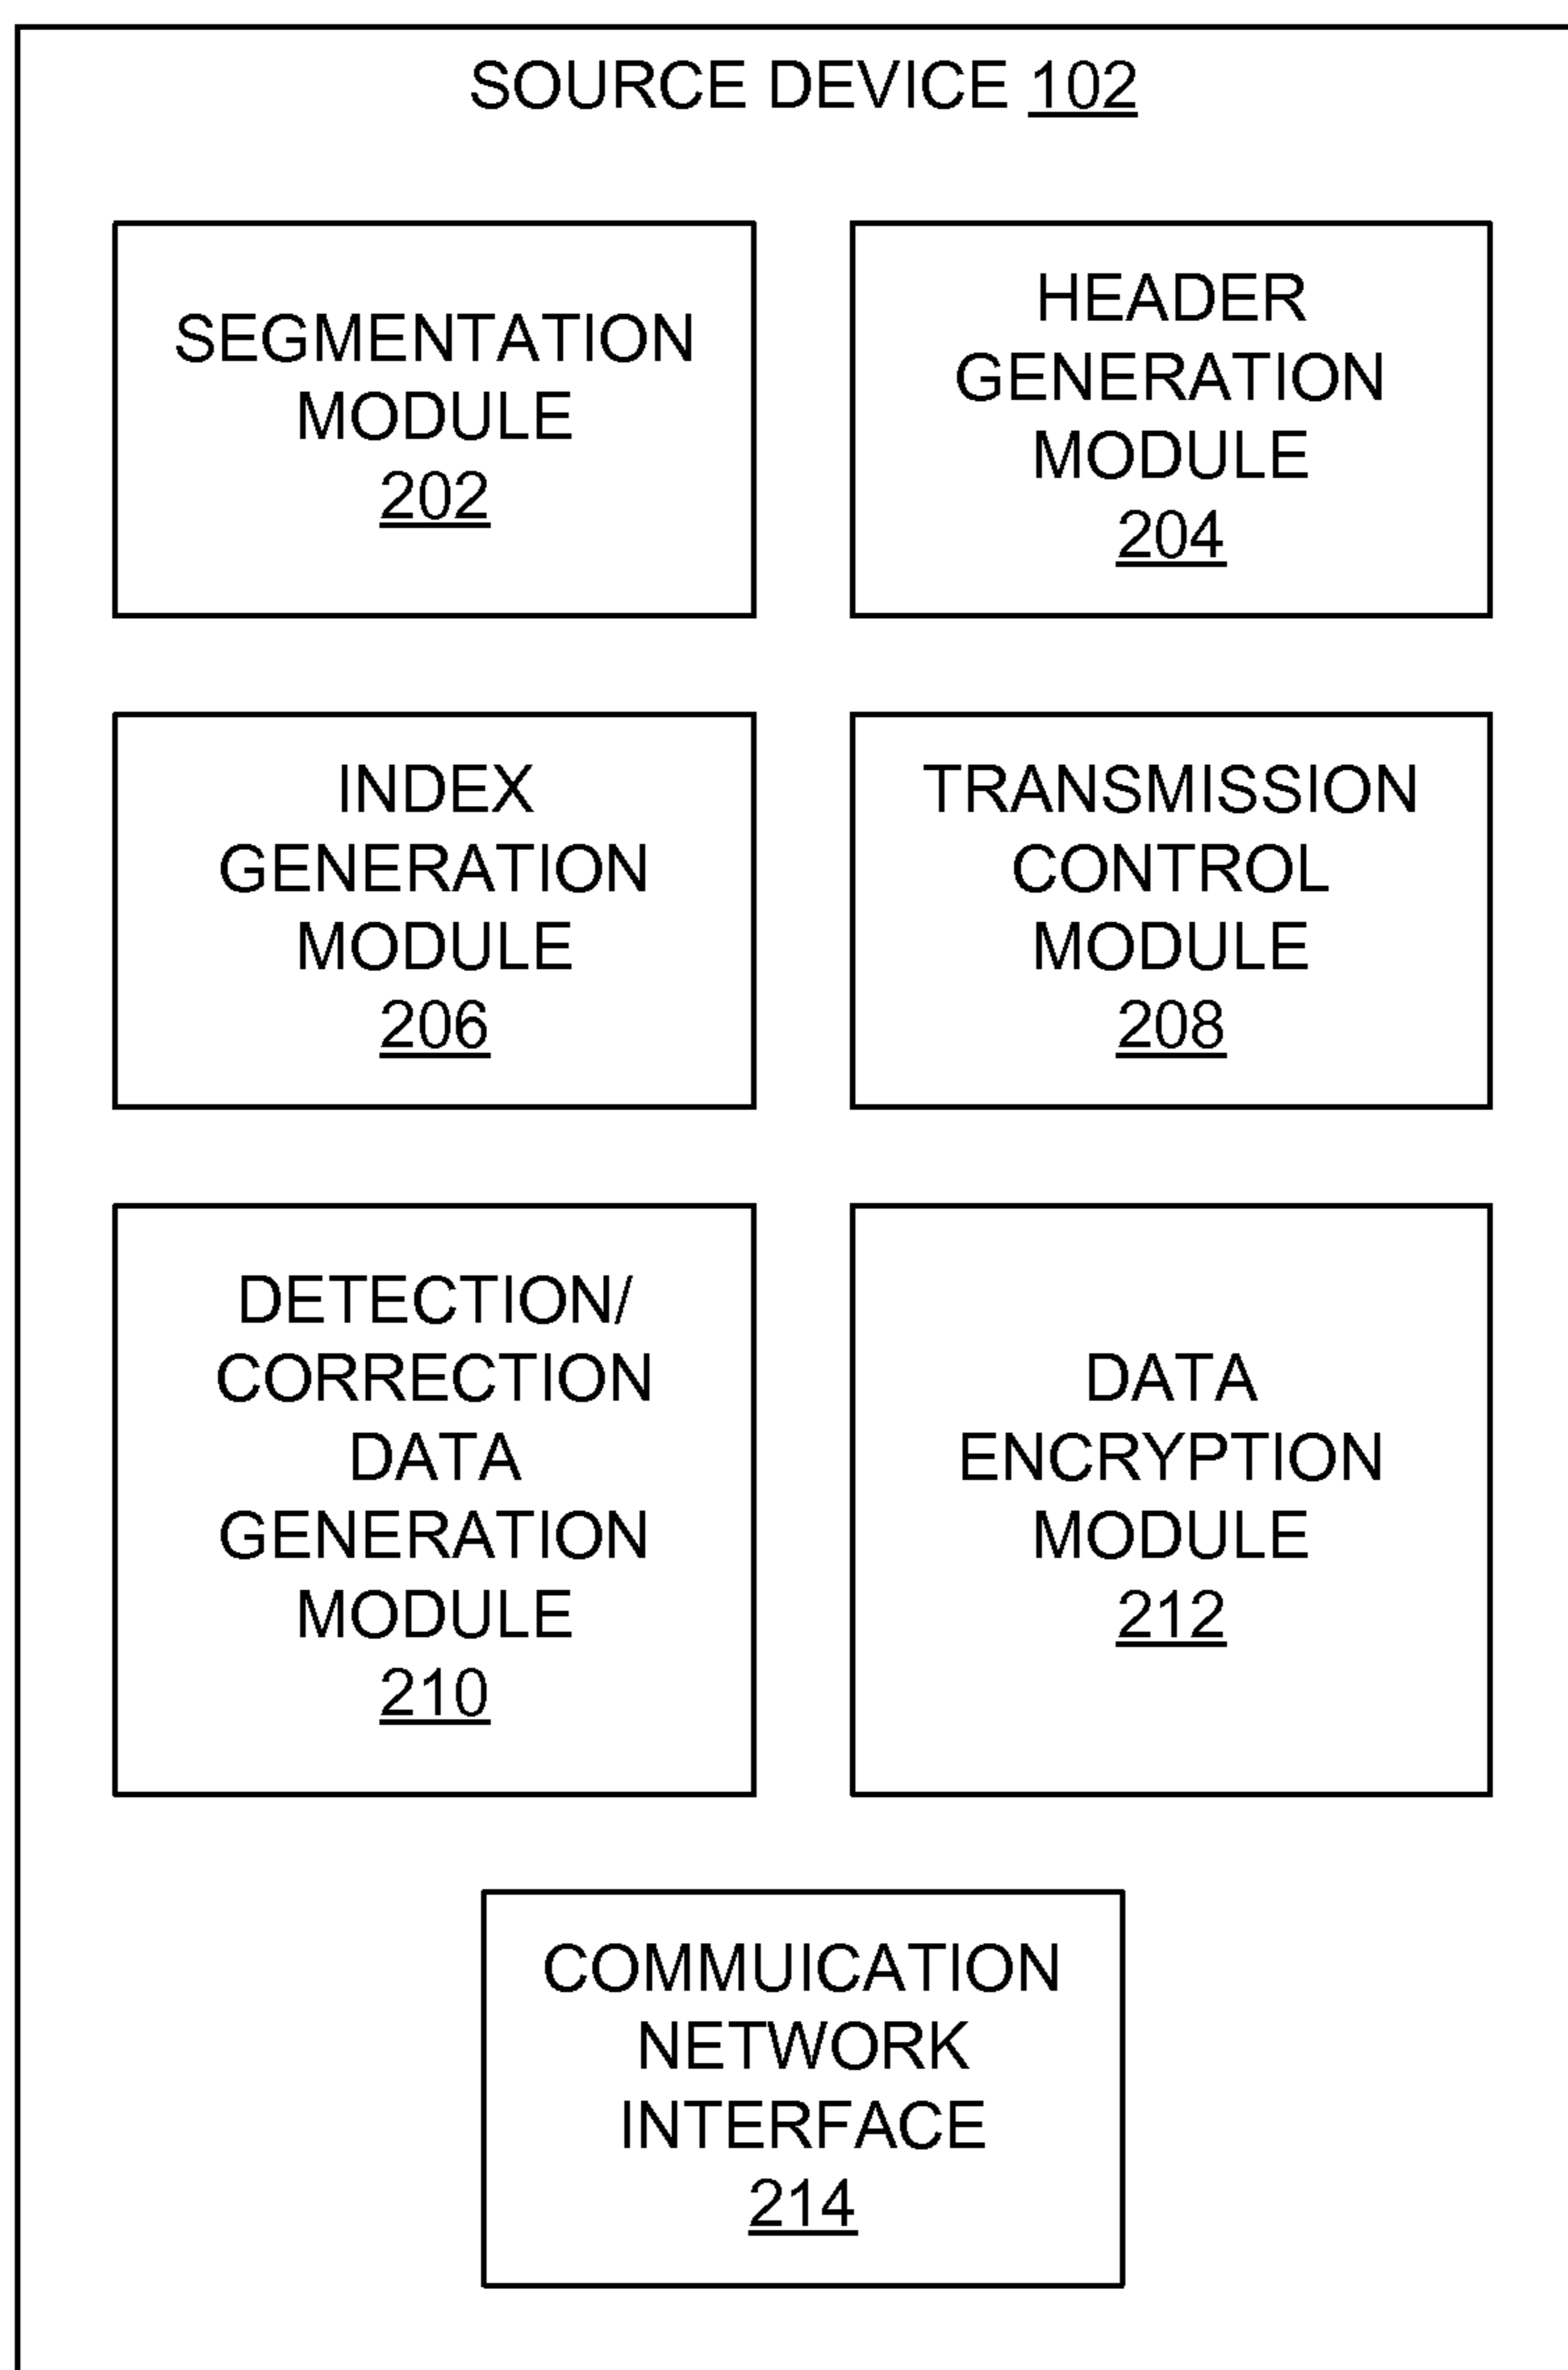 SOURCE DEVICE 102
SEGMENTATION
MODULE
202
HEADER
GENERATION
MODULE
204
INDEX
GENERATION
MODULE
206
TRANSMISSION
CONTROL
MODULE
208
DETECTION/
CORRECTION
DATA
GENERATION
MODULE
210
DATA
ENCRYPTION
MODULE
212
COMMUICATION
NETWORK
INTERFACE
214